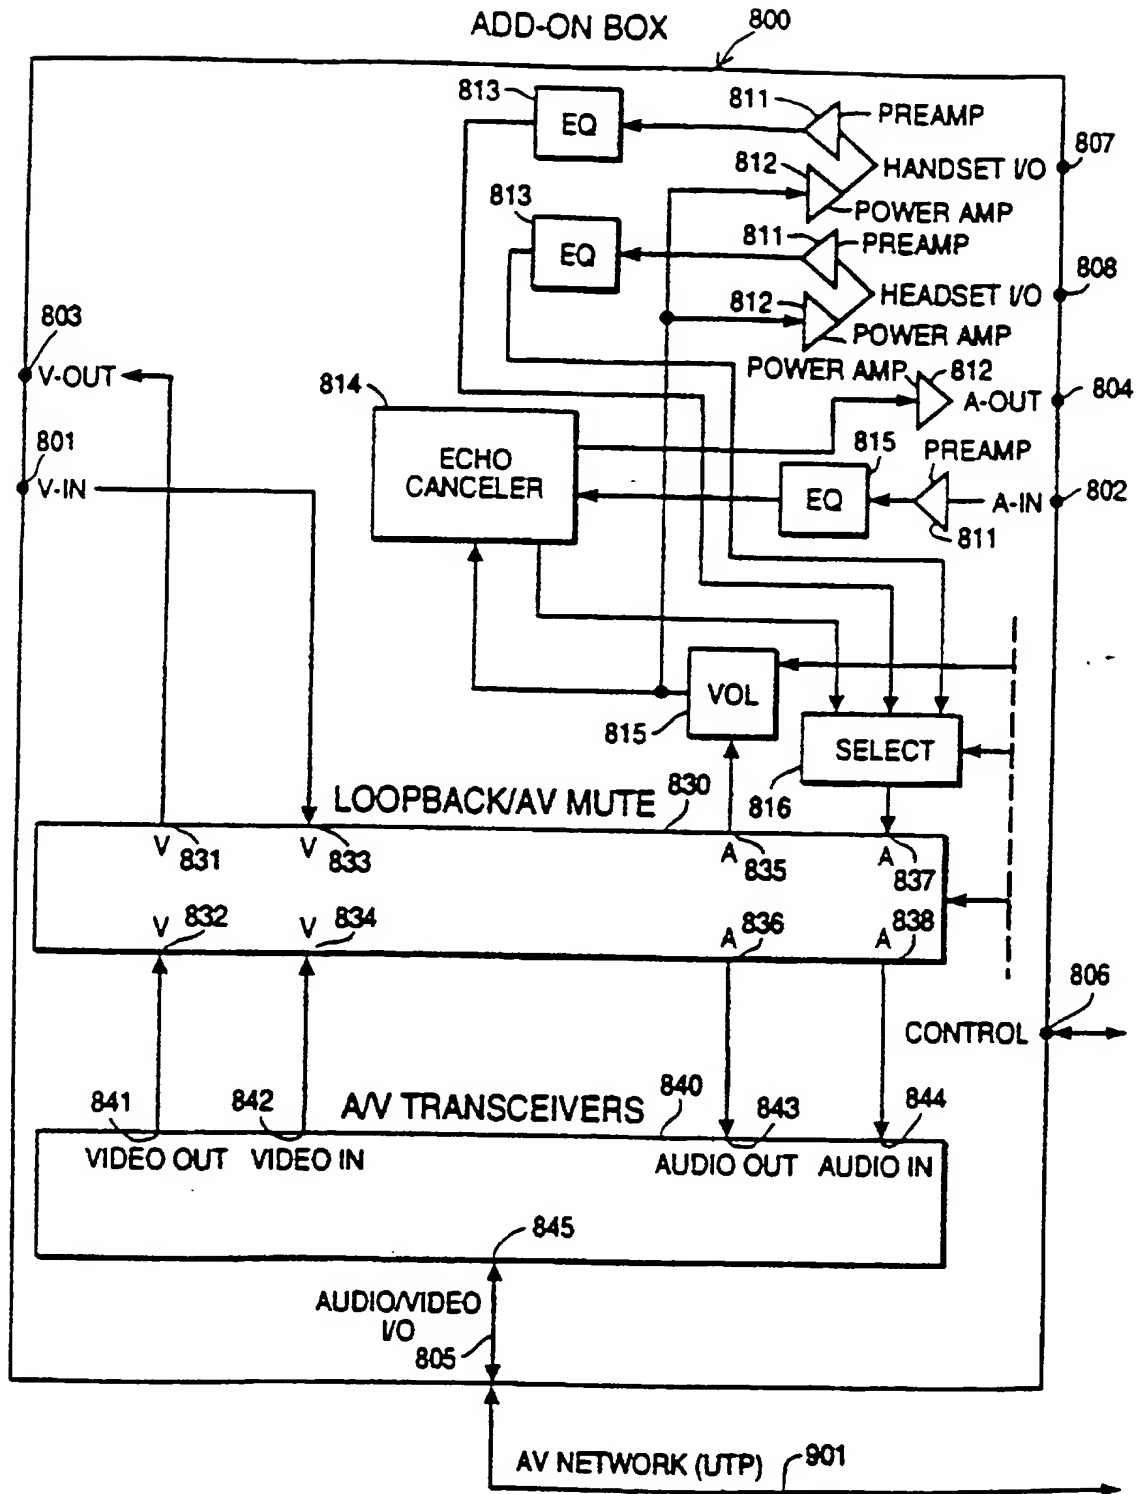 ADD-ON BOX
800
813
EQ
811
PREAMP
807
HANDSET I/O
812
POWER AMP
813
EQ
811
PREAMP
808
HEADSET I/O
812
POWER AMP
803
V-OUT
814
POWER AMP
812
A-OUT
804
801
V-IN
ECHO
CANCELER
815
EQ
PREAMP
A-IN
802
811
VOL
815
SELECT
816
LOOPBACK/AV MUTE
830
V
831
V
833
A
835
A
837
V
832
V
834
A
836
A
838
806
CONTROL
841
842
A/V TRANSCEIVERS
840
843
844
VIDEO OUT
VIDEO IN
AUDIO OUT
AUDIO IN
845
AUDIO/VIDEO
I/O
805
AV NETWORK (UTP)
901